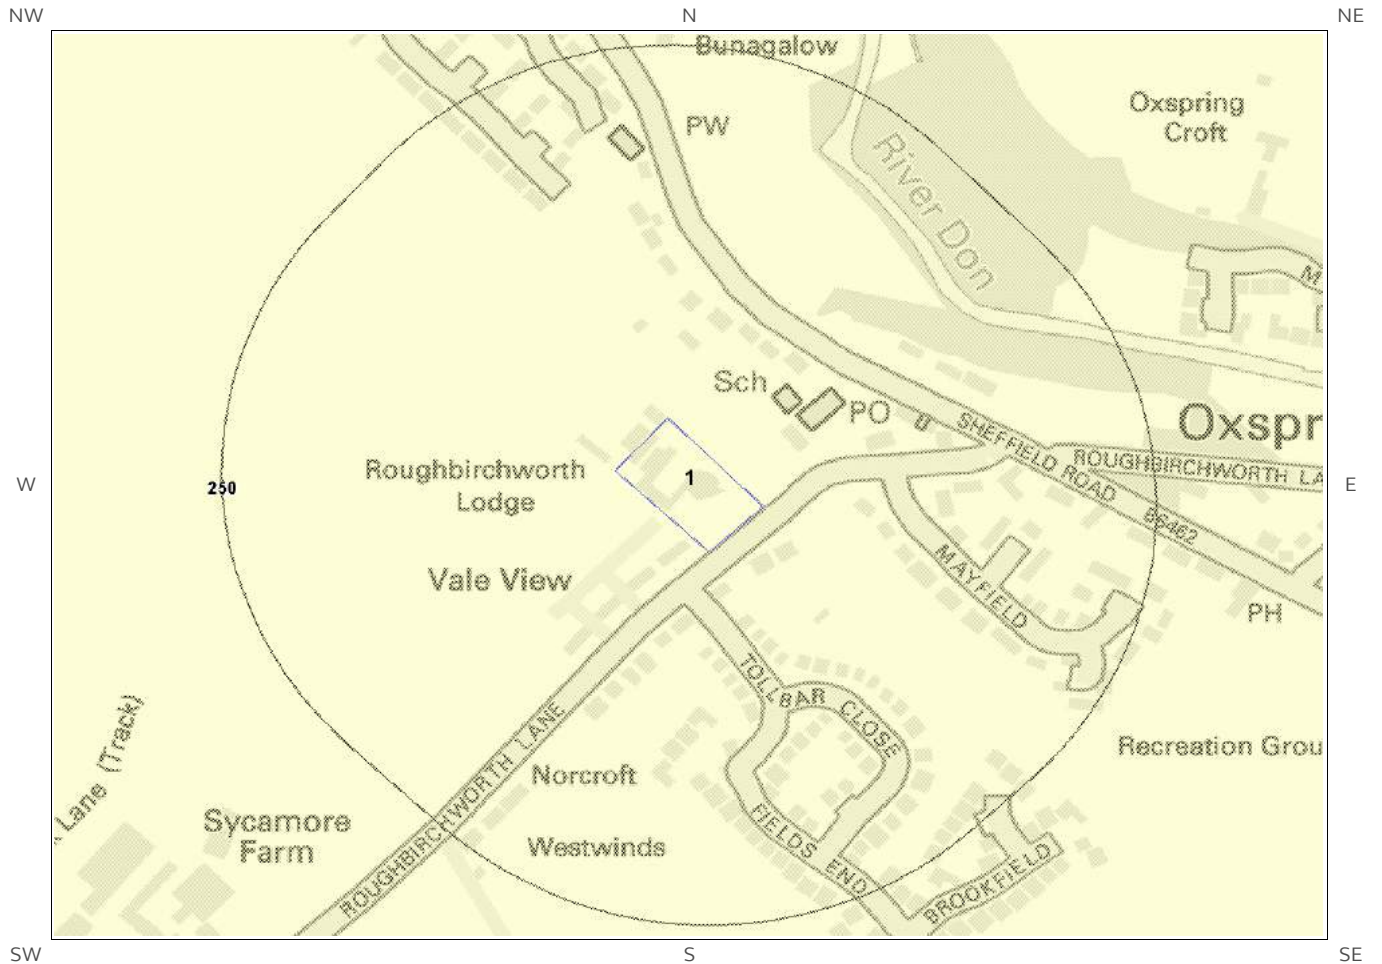 NW
N
NE
Bunagalow
PW
Oxspring
Croft
River Don
M
Sch
PO
Oxspr
SHEFFIELD ROAD
B6462
ROUGHBIRCHWORTH LA
W
250
Roughbirchworth
Lodge
1
E
Vale View
MAYFIELD
PH
TOLLBAR CLOSE
Lane (Track)
Recreation Grou
ROUGHBIRCHWORTH LANE
Norcroft
Sycamore
Farm
Westwinds
FIELDS END
BROOKFIELD
SW
S
SE